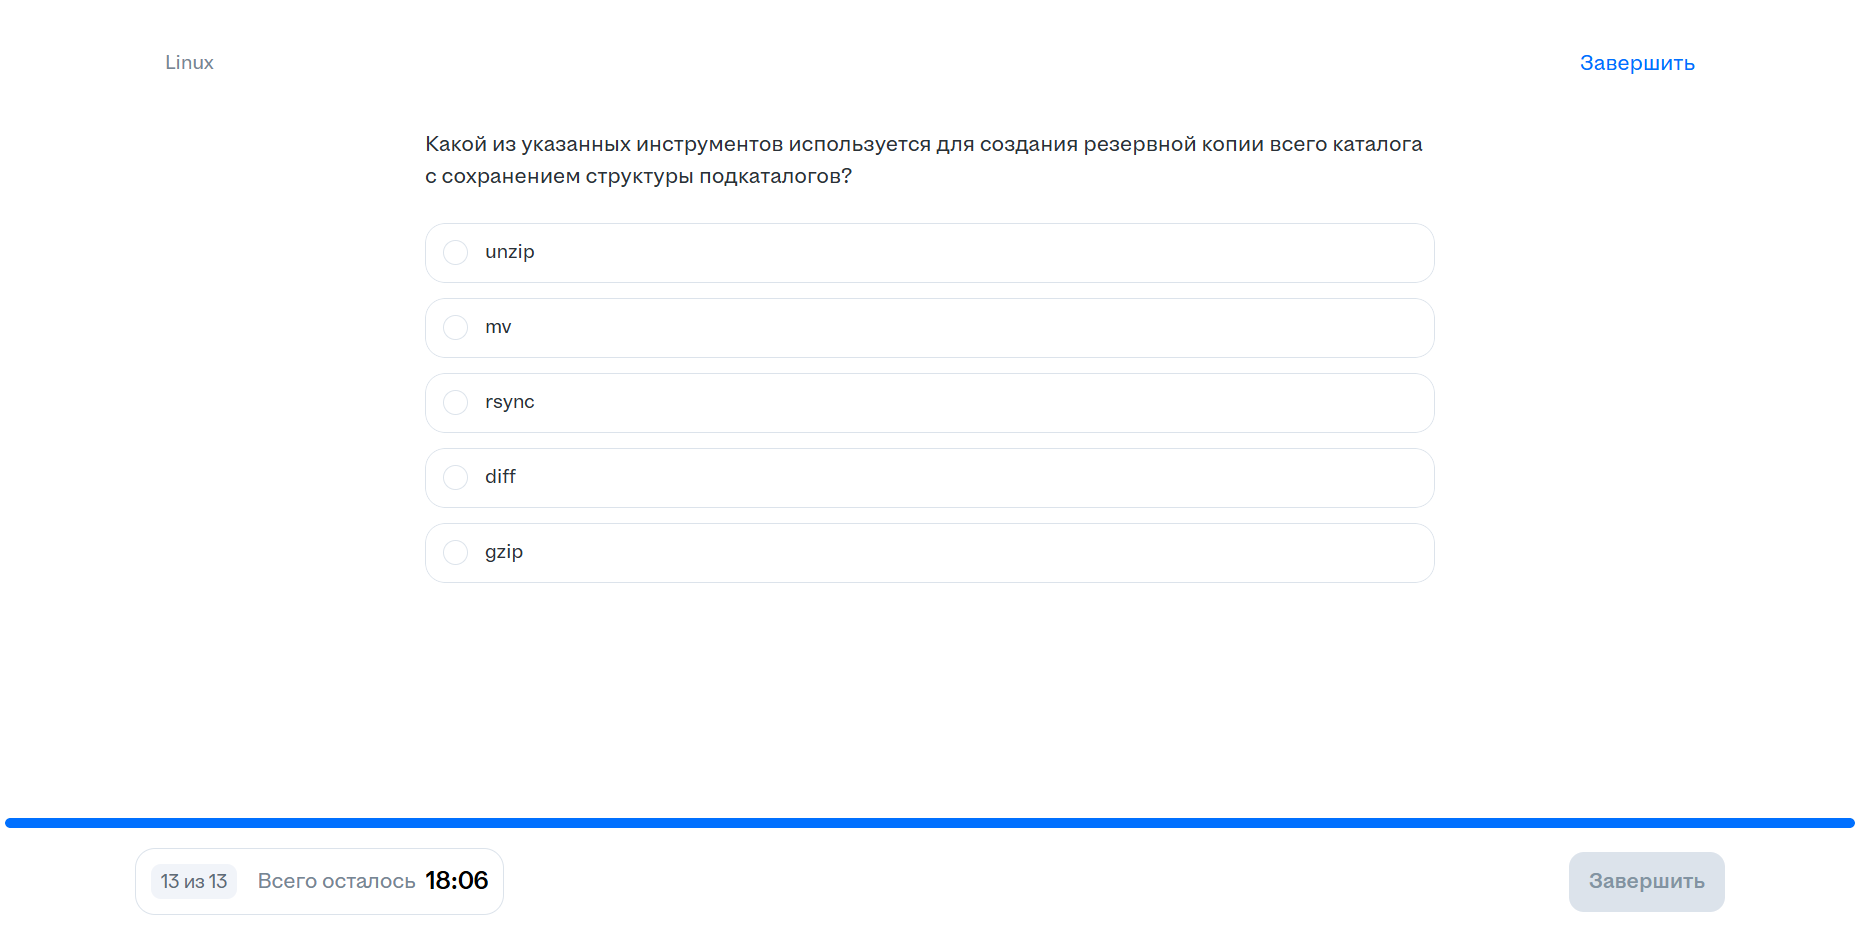 Linux
Завершить
Какой из указанных инструментов используется для создания резервной копии всего каталога
с сохранением структуры подкаталогов?
unzip
mv
rsync
diff
gzip
13 из 13
Всего осталось 18:06
Завершить